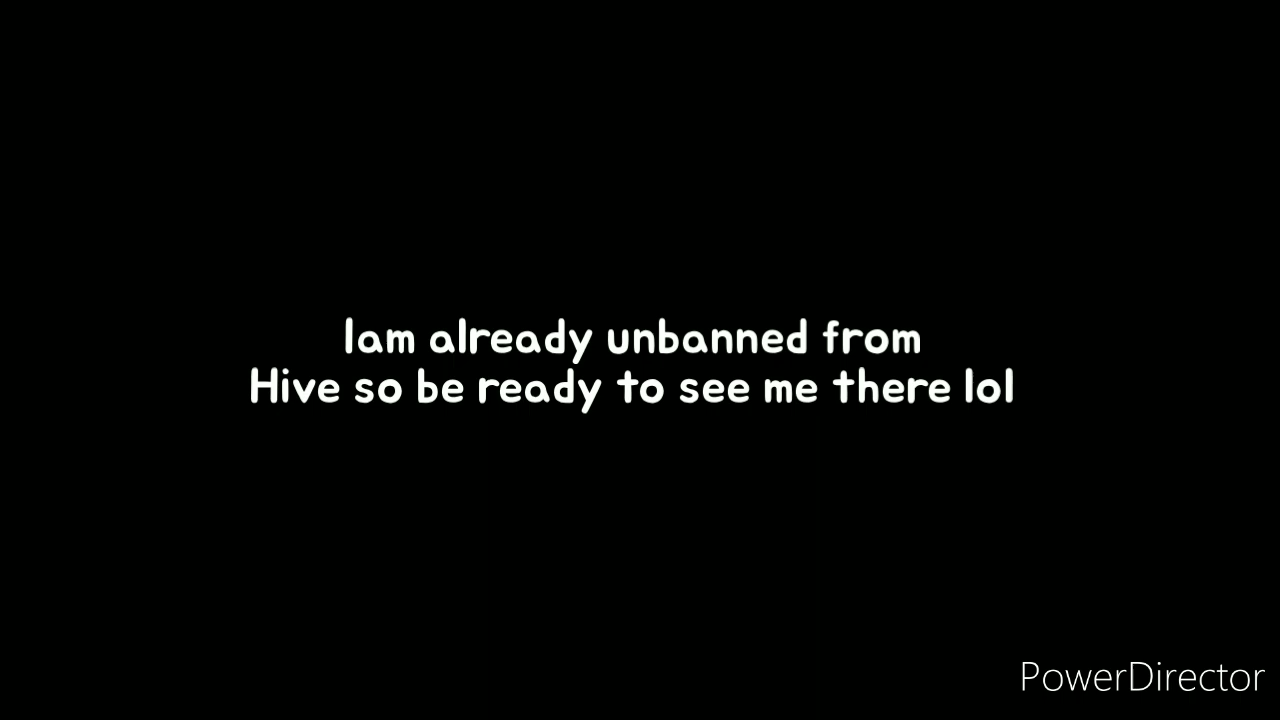 Iam already unbanned from
Hive so be ready to see me there lol
PowerDirector